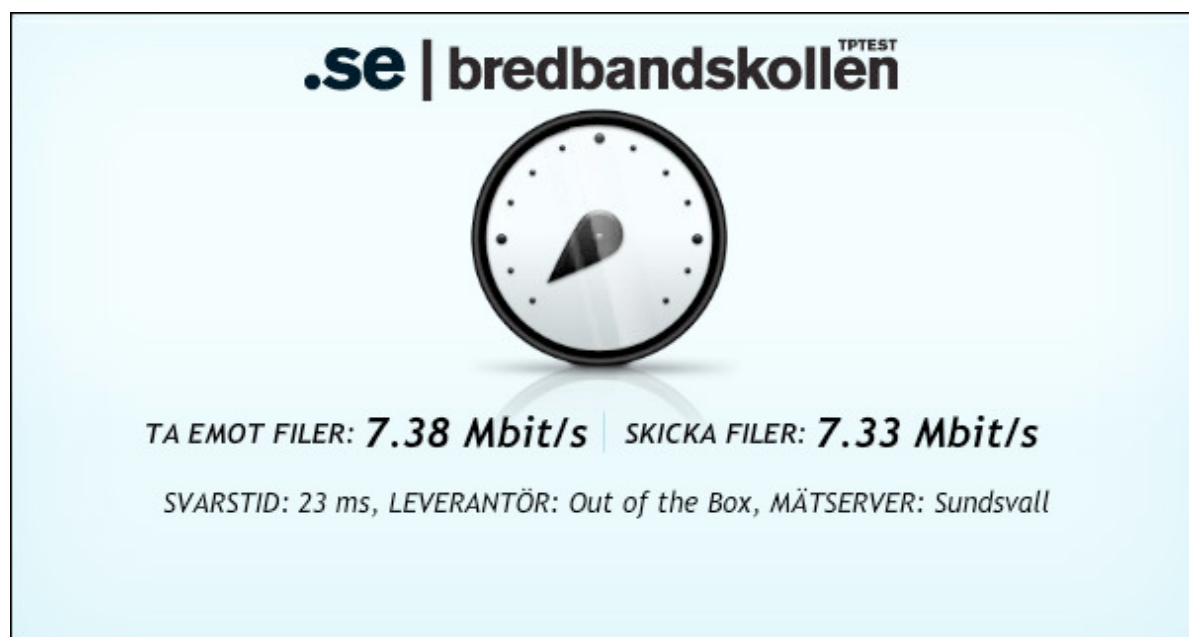 TPTEST
.se | bredbandskollen
TA EMOT FILER: 7.38 Mbit/s SKICKA FILER: 7.33 Mbit/s
SVARSTID: 23 ms, LEVERANTÖR: Out of the Box, MÄTSERVER: Sundsvall